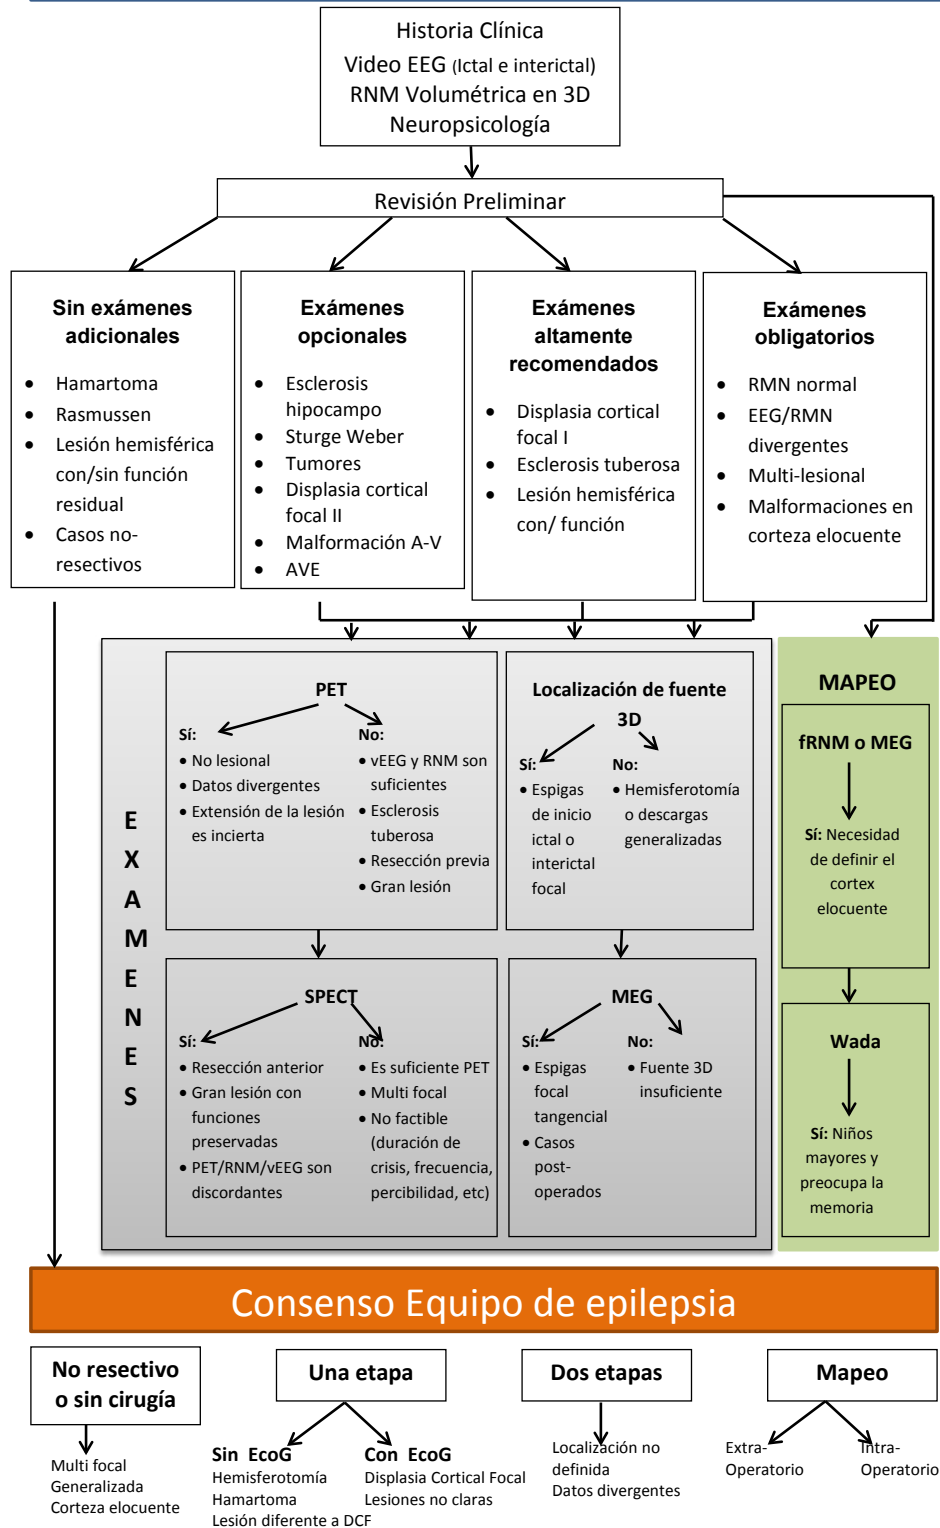 Historia Clínica
Video EEG (Ictal e interictal)
RNM Volumétrica en 3D
Neuropsicología
Revisión Preliminar
Sin exámenes
adicionales
• Hamartoma
• Rasmussen
• Lesión hemisférica
con/sin función
residual
• Casos no-
resectivos
Exámenes
opcionales
• Esclerosis
hipocampo
• Sturge Weber
• Tumores
• Displasia cortical
focal II
• Malformación A-V
• AVE
Exámenes
altamente
recomendados
• Displasia cortical
focal I
• Esclerosis tuberosa
• Lesión hemisférica
con/ función
Exámenes
obligatorios
• RMN normal
• EEG/RMN
divergentes
• Multi-lesional
• Malformaciones en
corteza elocuente
E
X
A
M
E
N
E
S
PET
Sí:
• No lesional
• Datos divergentes
• Extensión de la lesión
es incierta
No:
• vEEG y RNM son
suficientes
• Esclerosis
tuberosa
• Resección previa
• Gran lesión
Localización de fuente
3D
Sí:
• Espigas
de inicio
ictal o
interictal
focal
No:
• Hemisferotomía
o descargas
generalizadas
SPECT
Sí:
• Resección anterior
• Gran lesión con
funciones
preservadas
• PET/RNM/vEEG son
discordantes
No:
• Es suficiente PET
• Multi focal
• No factible
(duración de
crisis, frecuencia,
percibilidad, etc)
MEG
Sí:
• Espigas
focal
tangencial
• Casos
post-
operados
No:
• Fuente 3D
insuficiente
MAPEO
fRNM o MEG
Sí: Necesidad
de definir el
cortex
elocuente
Wada
Sí: Niños
mayores y
preocupa la
memoria
Consenso Equipo de epilepsia
No resectivo
o sin cirugía
Multi focal
Generalizada
Corteza elocuente
Una etapa
Sin EcoG
Hemisferotomía
Hamartoma
Lesión diferente a DCF
Con EcoG
Displasia Cortical Focal
Lesiones no claras
Dos etapas
Localización no
definida
Datos divergentes
Mapeo
Extra-
Operatorio
Intra-
Operatorio